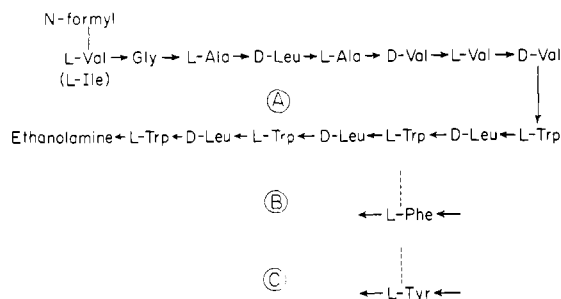 N-formyl
L-Val → Gly → L-Ala → D-Leu → L-Ala → D-Val → L-Val → D-Val
(L-Ile)
A
Ethanolamine ← L-Trp ← D-Leu ← L-Trp ← D-Leu ← L-Trp ← D-Leu ← L-Trp
B
← L-Phe ←
C
← L-Tyr ←